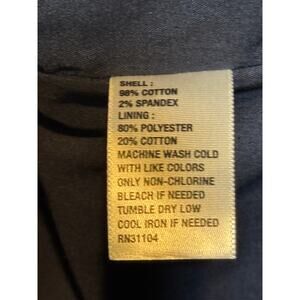 SHELL :
98% COTTON
2% SPANDEX
LINING :
80% POLYESTER
20% COTTON
MACHINE WASH COLD
WITH LIKE COLORS
ONLY NON-CHLORINE
BLEACH IF NEEDED
TUMBLE DRY LOW
COOL IRON IF NEEDED
RN31104